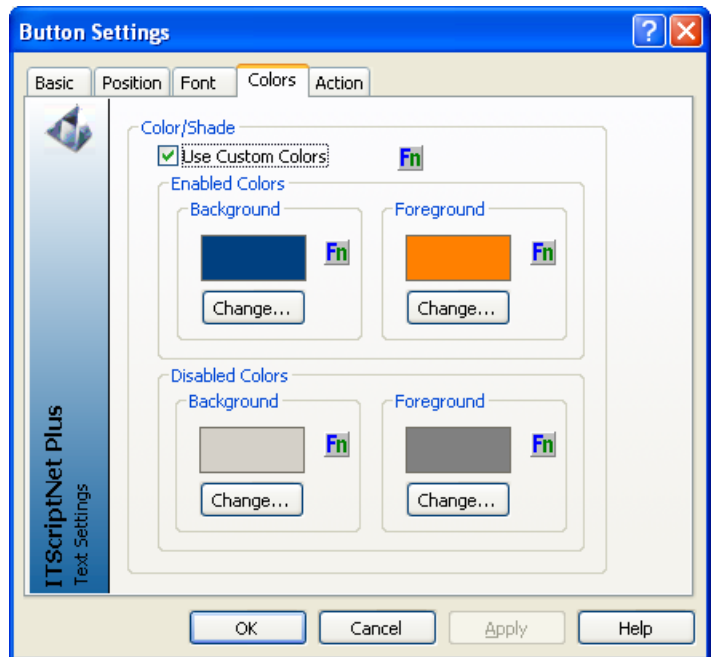 Button Settings
Basic Position Font Colors Action
Color/Shade
Use Custom Colors Fn
Enabled Colors
Background Foreground
Fn Fn
Change... Change...
Disabled Colors
Background Foreground
Fn Fn
Change... Change...
ITScriptNet Plus
Text Settings
OK Cancel Apply Help